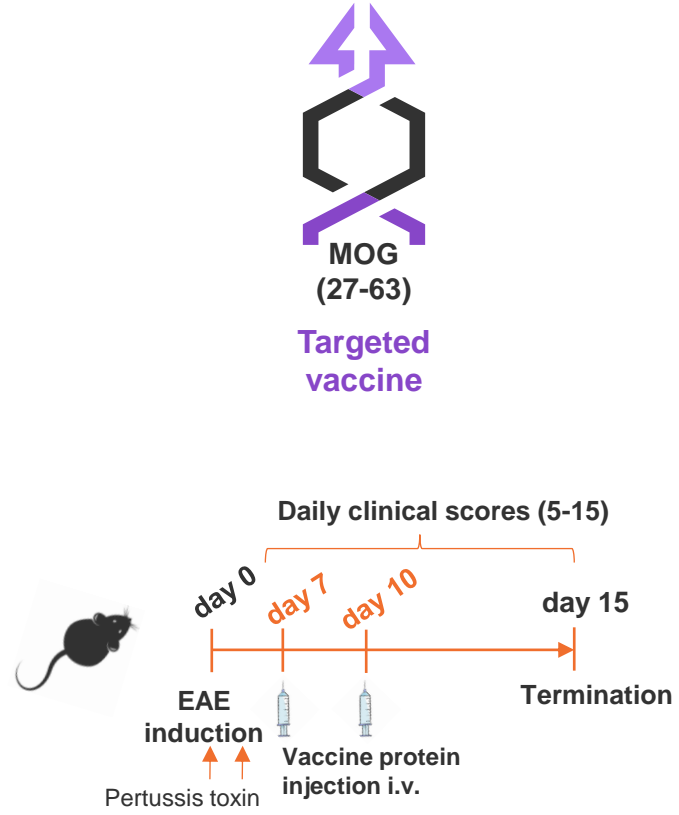 MOG
(27-63)
Targeted
vaccine
Daily clinical scores (5-15)
day 0
day 7
day 10
day 15
EAE
induction
Termination
Vaccine protein
injection i.v.
Pertussis toxin